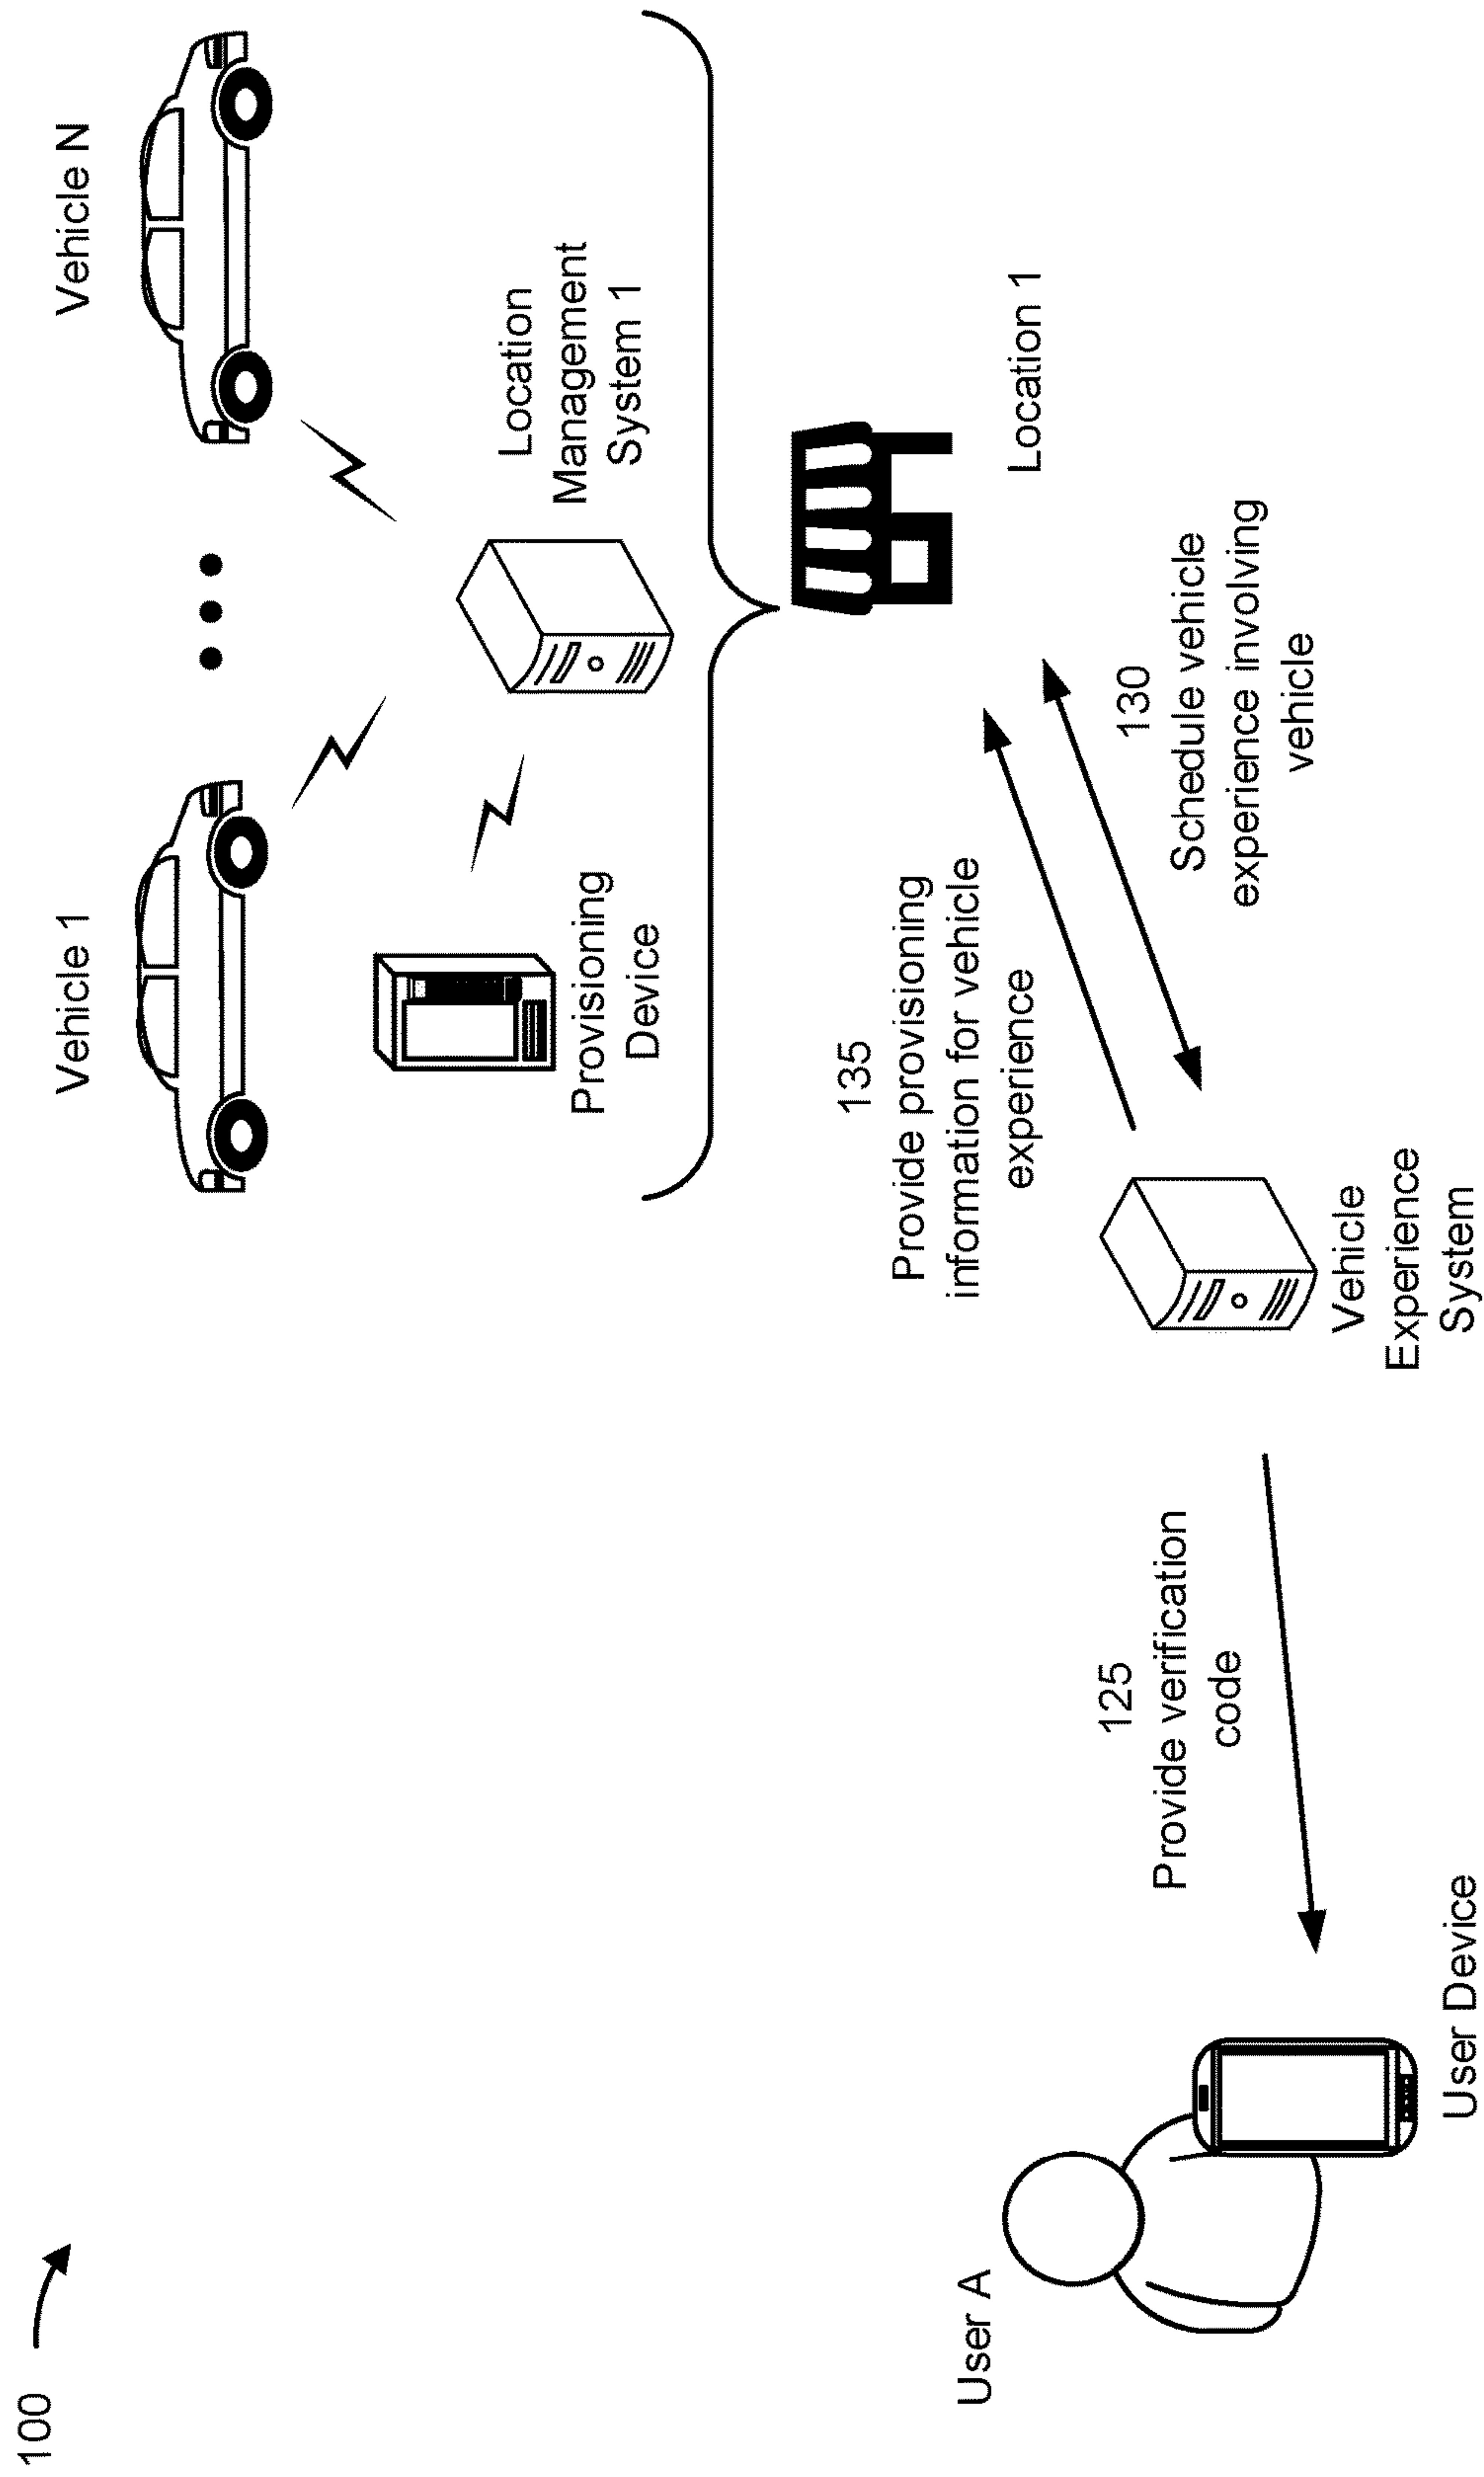 100
Vehicle 1
Vehicle N
Location
Management
System 1
Provisioning
Device
Location 1
135
Provide provisioning
information for vehicle
experience
130
Schedule vehicle
experience involving
vehicle
User A
125
Provide verification
code
Vehicle
Experience
System
User Device